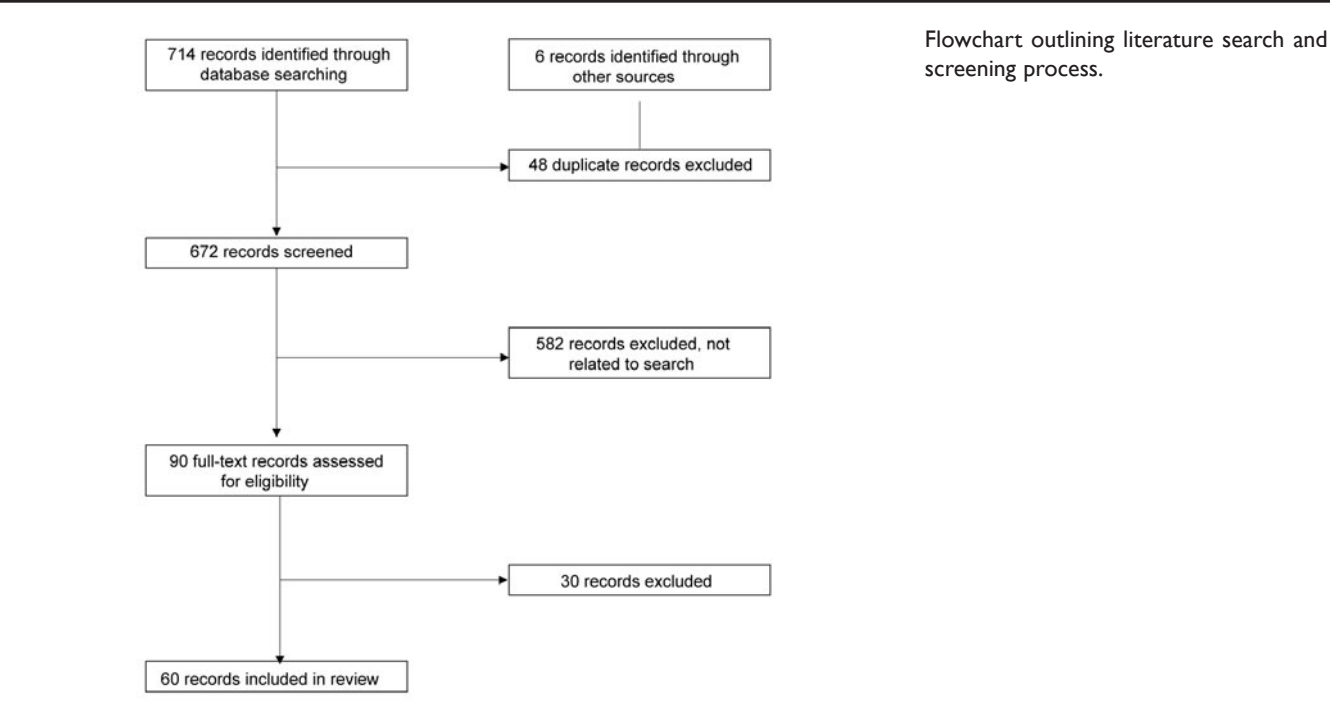 714 records identified through
database searching
6 records identified through
other sources
48 duplicate records excluded
672 records screened
582 records excluded, not
related to search
90 full-text records assessed
for eligibility
30 records excluded
60 records included in review
Flowchart outlining literature search and
screening process.